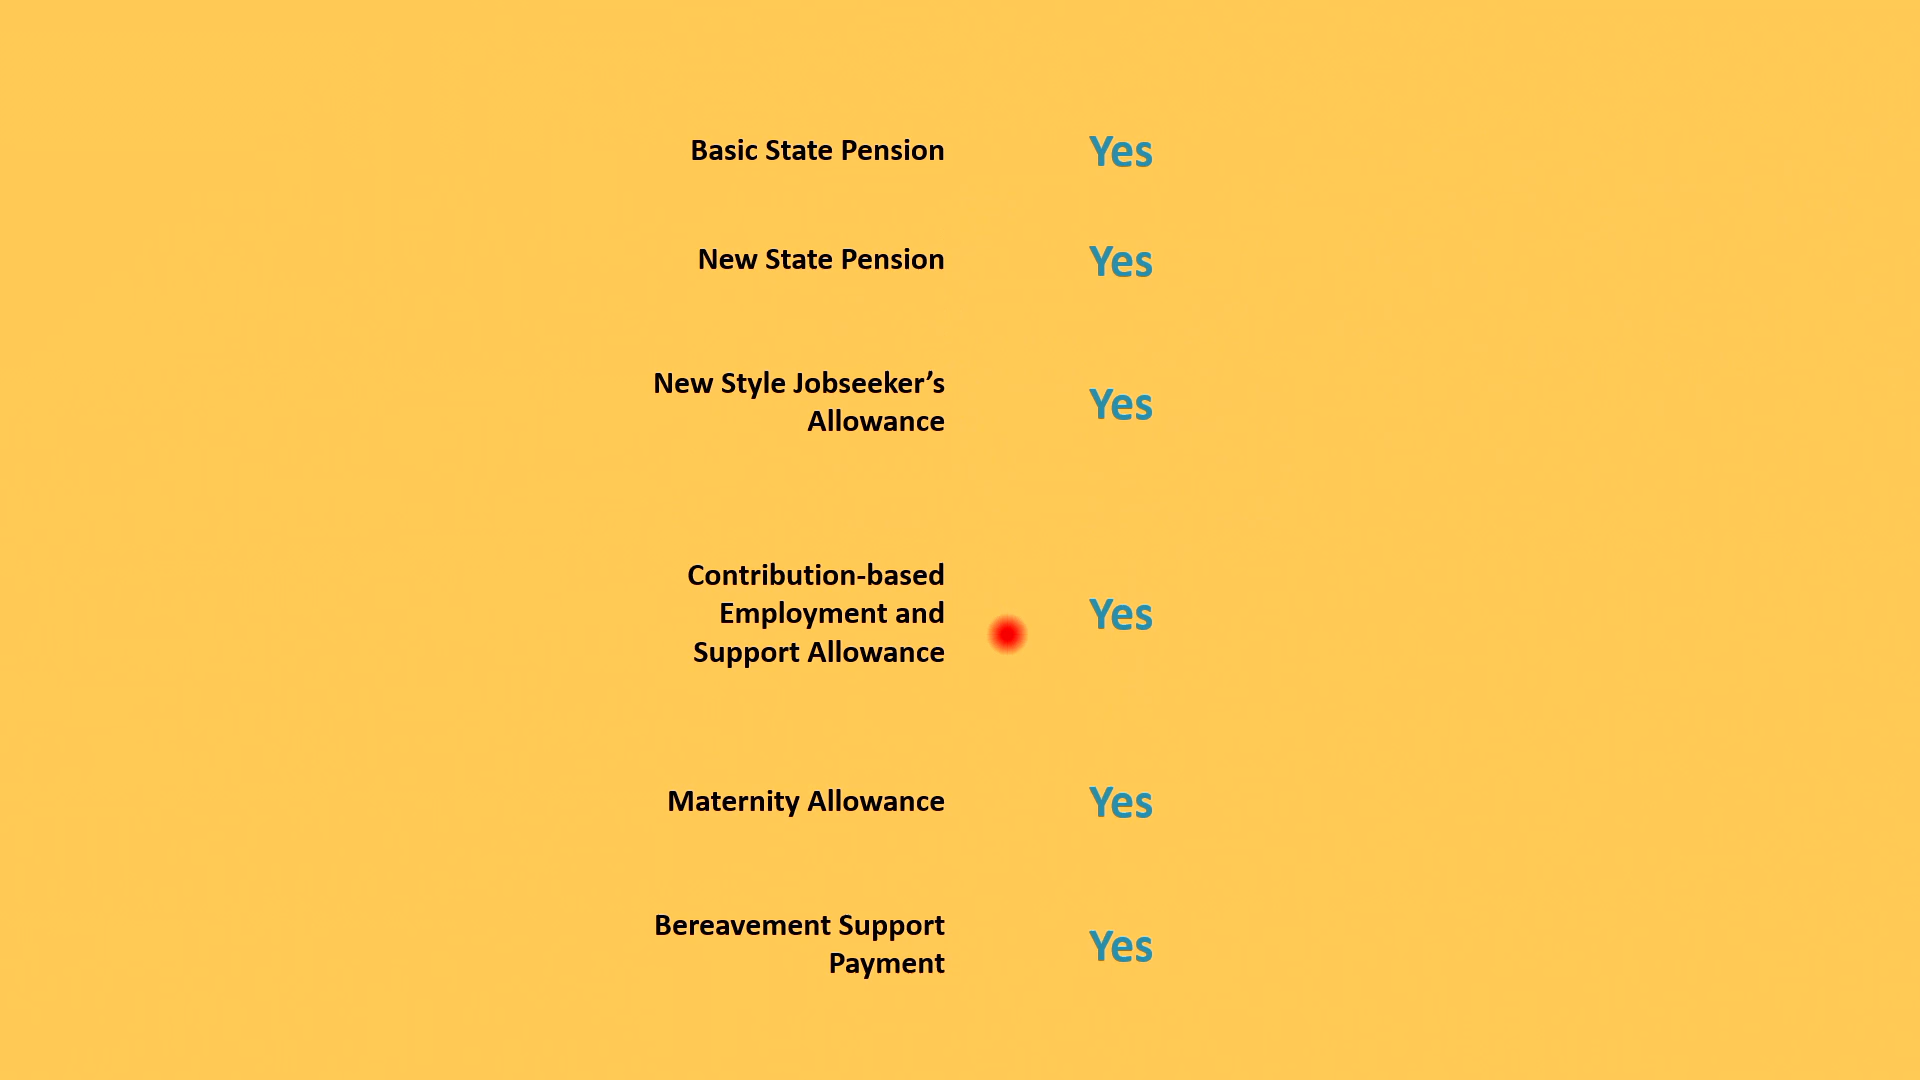 Basic State Pension Yes
New State Pension Yes
New Style Jobseeker’s
Allowance Yes
Contribution-based
Employment and Yes
Support Allowance
Maternity Allowance Yes
Bereavement Support
Payment Yes